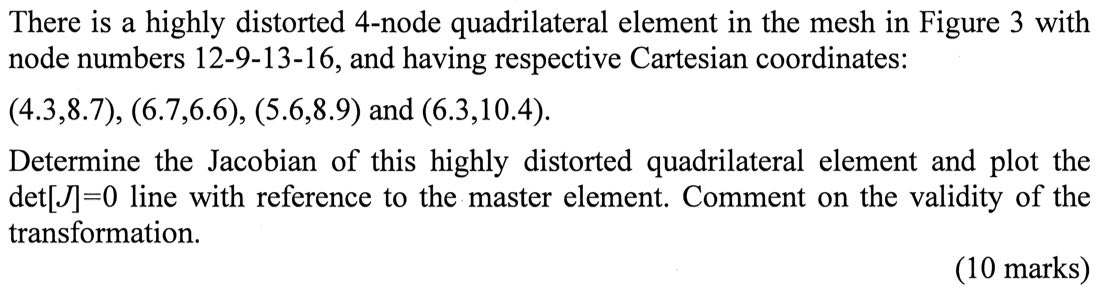 There is a highly distorted 4-node quadrilateral element in the mesh in Figure 3 with
node numbers 12-9-13-16, and having respective Cartesian coordinates:
(4.3,8.7), (6.7,6.6), (5.6,8.9) and (6.3,10.4).
Determine the Jacobian of this highly distorted quadrilateral element and plot the
det[J]=0 line with reference to the master element. Comment on the validity of the
transformation.
(10 marks)